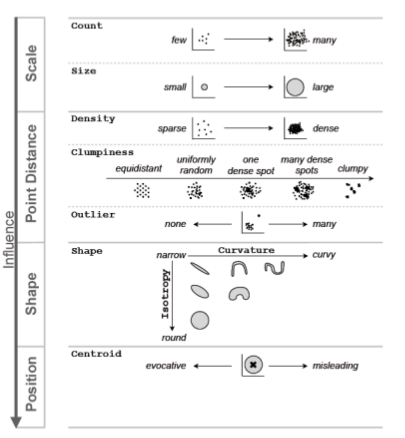 Influence
Scale
Count
few
many
Size
small
large
Point Distance
Density
sparse
dense
Clumpiness
equidistant
uniformly random
one dense spot
many dense spots
clumpy
Outlier
none
many
Shape
Shape
narrow
Curvature
curvy
Isotropy
round
Position
Centroid
evocative
misleading